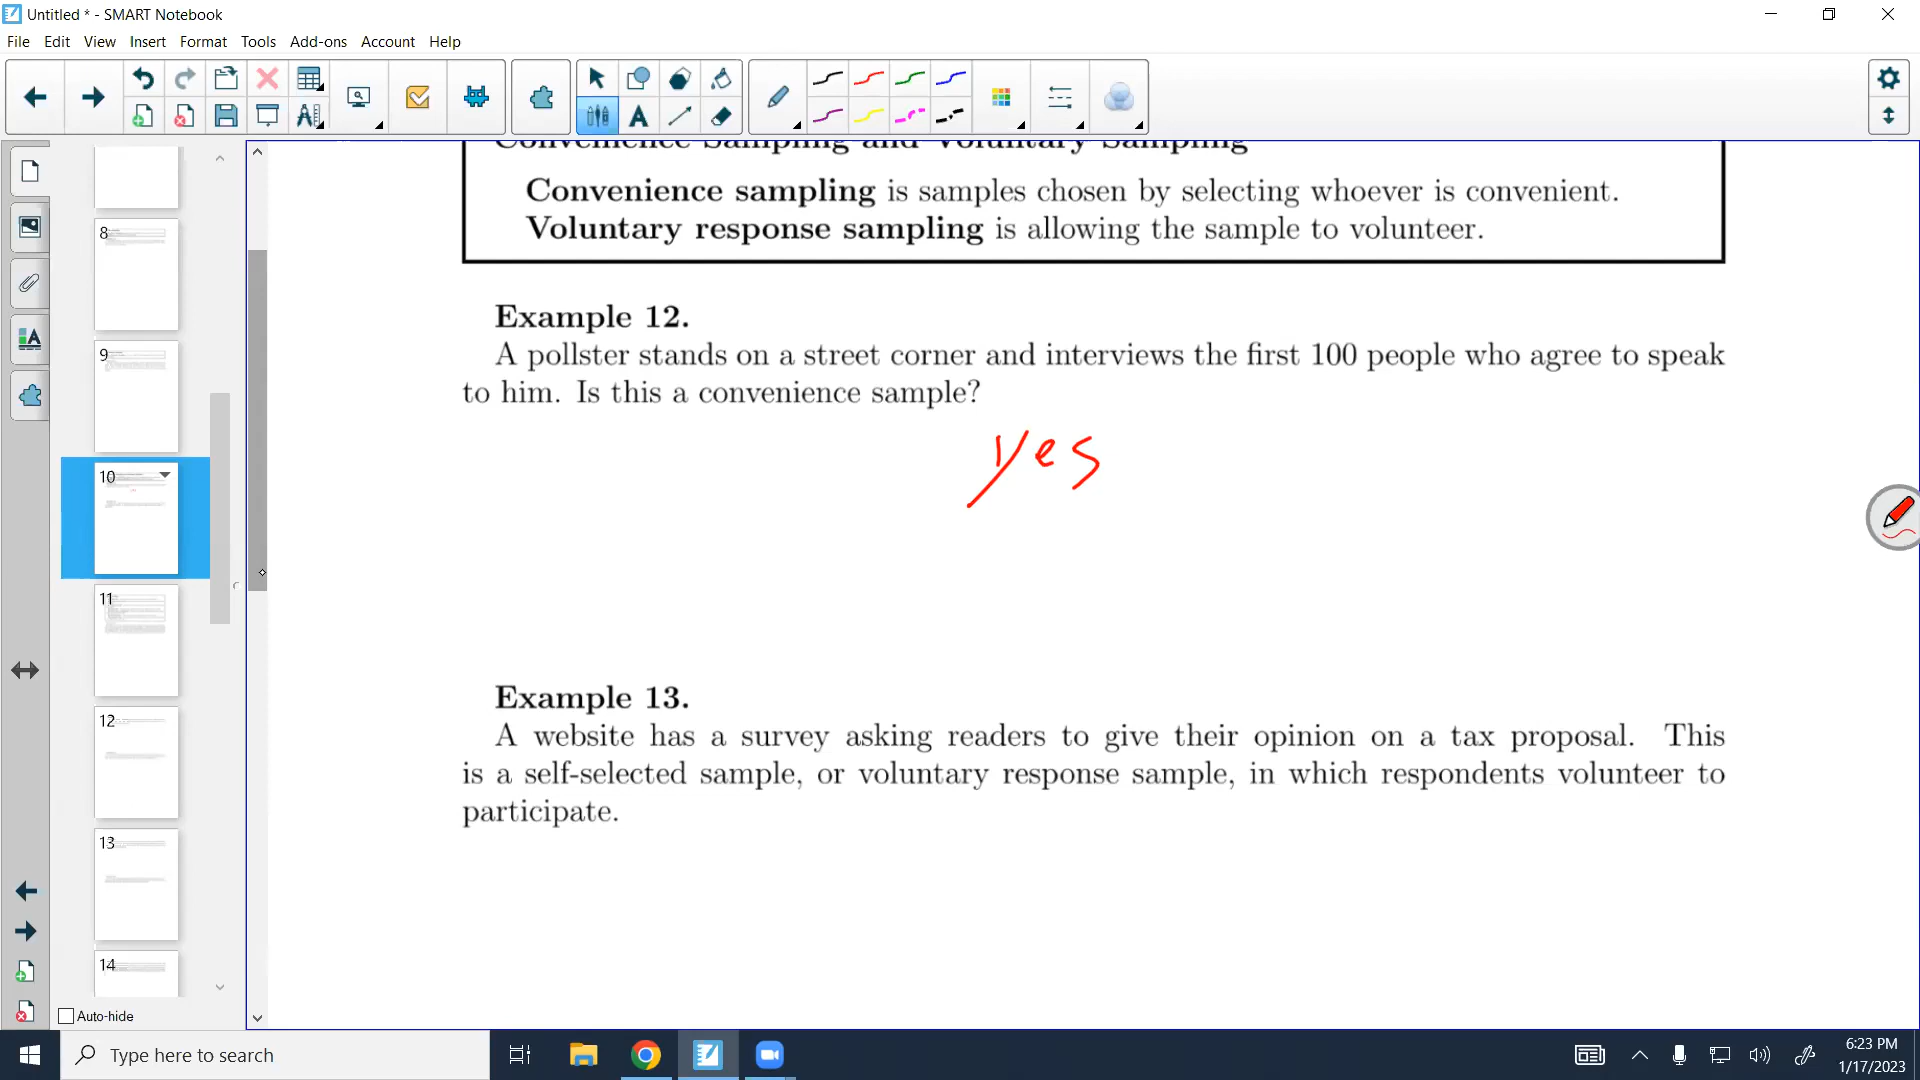 Untitled * - SMART Notebook
File Edit View Insert Format Tools Add-ons Account Help
Convenience Sampling and Voluntary Sampling
Convenience sampling is samples chosen by selecting whoever is convenient.
Voluntary response sampling is allowing the sample to volunteer.
Example 12.
A pollster stands on a street corner and interviews the first 100 people who agree to speak
to him. Is this a convenience sample?
yes
Example 13.
A website has a survey asking readers to give their opinion on a tax proposal. This
is a self-selected sample, or voluntary response sample, in which respondents volunteer to
participate.
8
9
10
11
12
13
14
Auto-hide
Type here to search
6:23 PM
1/17/2023